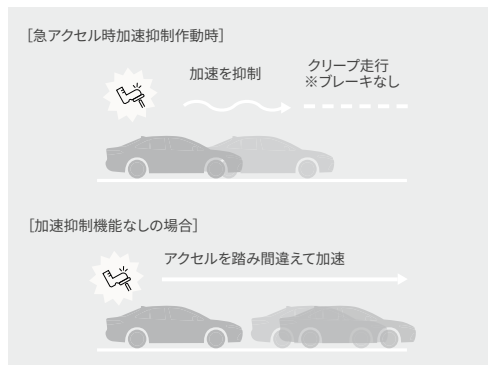 [急アクセル時加速抑制作動時]
加速を抑制
クリープ走行
※ブレーキなし
[加速抑制機能なしの場合]
アクセルを踏み間違えて加速